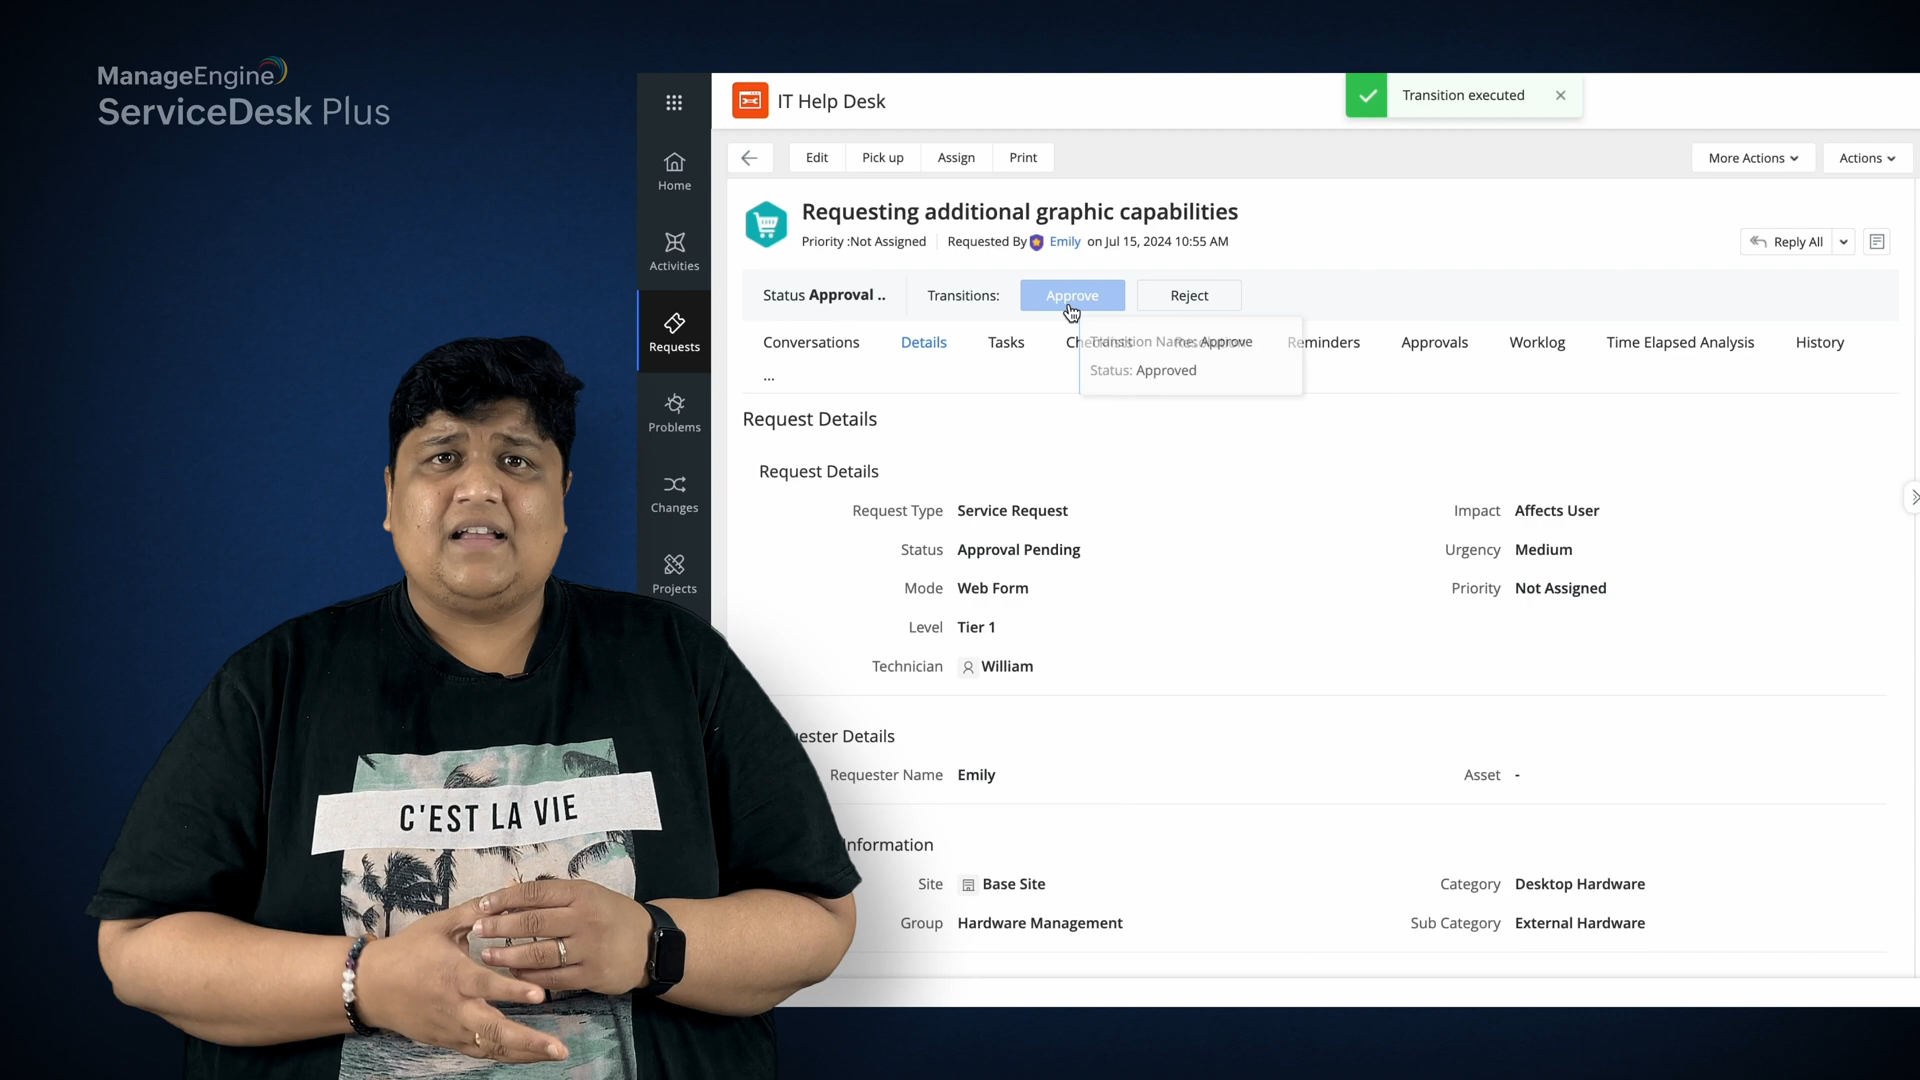 ManageEngine
ServiceDesk Plus
IT Help Desk
Transition executed
Home
Activities
Requests
Problems
Changes
Projects
Edit
Pick up
Assign
Print
More Actions
Actions
Requesting additional graphic capabilities
Priority :Not Assigned
Requested By Emily on Jul 15, 2024 10:55 AM
Reply All
Status Approval ..
Transitions:
Approve
Reject
Conversations
Details
Tasks
Reminders
Approvals
Worklog
Time Elapsed Analysis
History
...
Transition Name: Approve
Status: Approved
Request Details
Request Details
Request Type Service Request
Impact Affects User
Status Approval Pending
Urgency Medium
Mode Web Form
Priority Not Assigned
Level Tier 1
Technician William
ester Details
Requester Name Emily
Asset -
Information
Site Base Site
Category Desktop Hardware
Group Hardware Management
Sub Category External Hardware
C'EST LA VIE